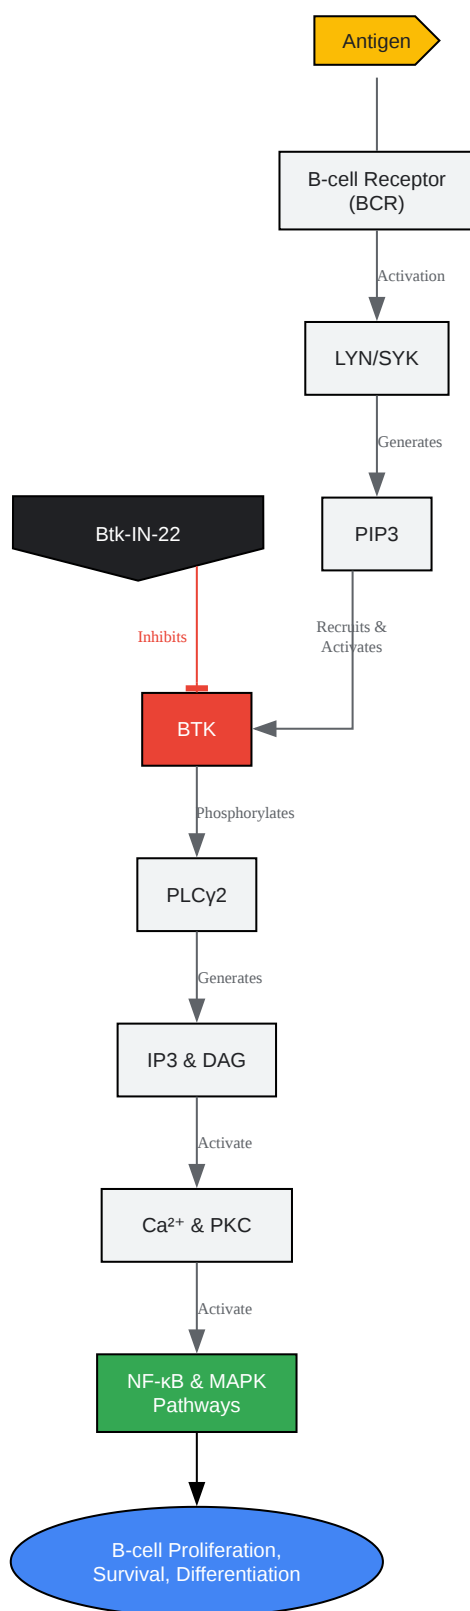 Antigen
B-cell Receptor
(BCR)
Activation
LYN/SYK
Generates
Btk-IN-22
PIP3
Recruits &
Activates
Inhibits
BTK
Phosphorylates
PLCγ2
Generates
IP3 & DAG
Activate
Ca²⁺ & PKC
Activate
NF-κB & MAPK
Pathways
B-cell Proliferation,
Survival, Differentiation